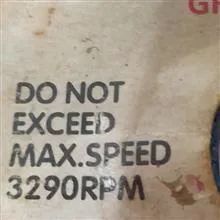 DO NOT
EXCEED
MAX.SPEED
3290RPM